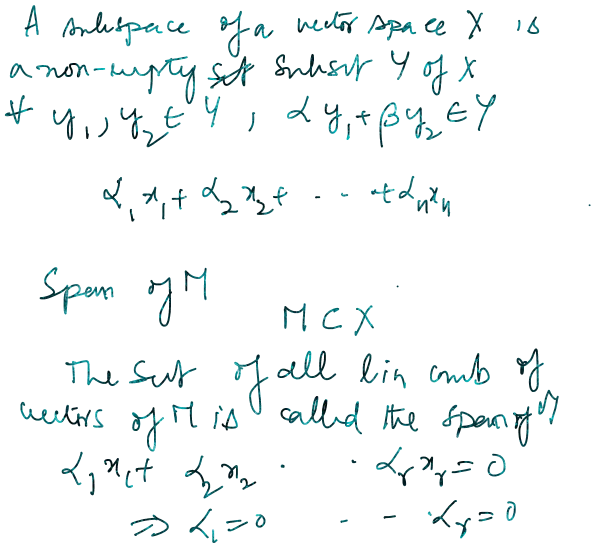 A subspace of a vector space X is
a non-empty set subset Y of X
∀ y₁, y₂ ∈ Y, αy₁+βy₂ ∈ Y
α₁x₁+α₂x₂+ . . +αₙxₙ
Span of M
M ⊂ X
The Set of all lin comb of
vectors of M is called the span of M
α₁x₁+ α₂x₂ . . αᵣxᵣ=0
⇒ α₁=0 - - αᵣ=0